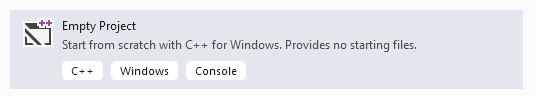 Empty Project
Start from scratch with C++ for Windows. Provides no starting files.
C++ Windows Console